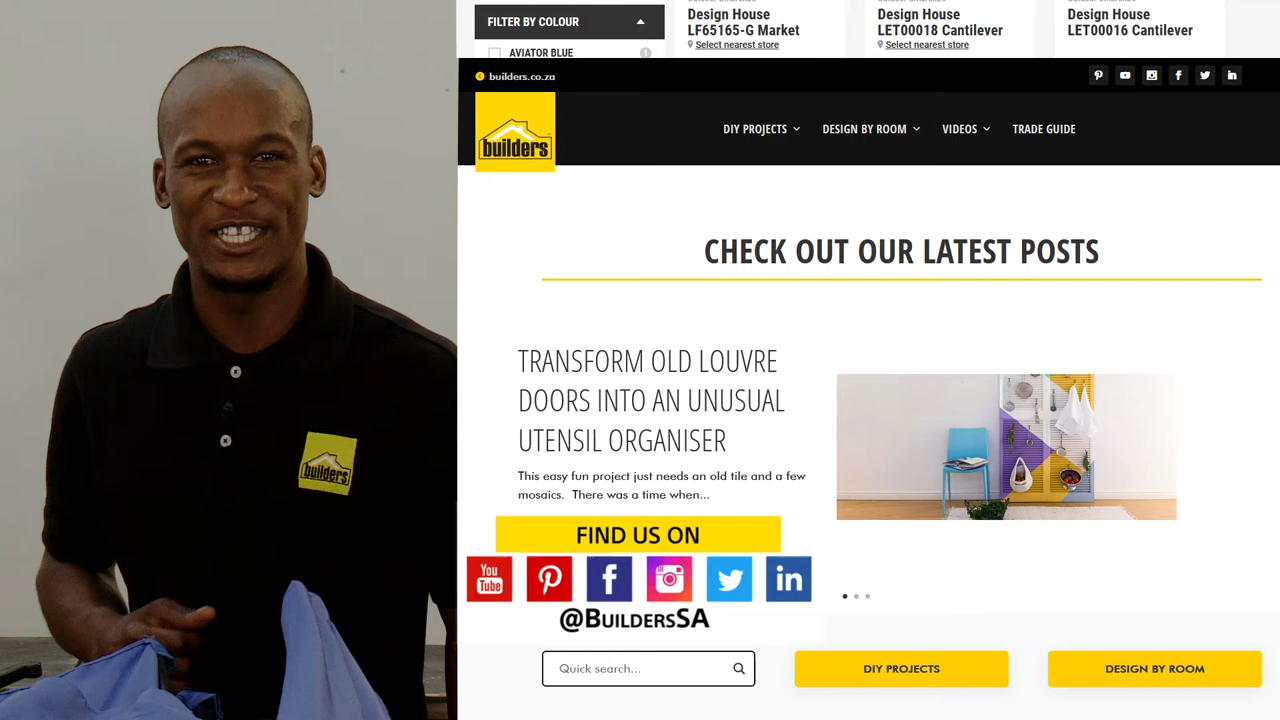 FILTER BY COLOUR
AVIATOR BLUE
1
Design House
LF65165-G Market
Select nearest store
Design House
LET00018 Cantilever
Select nearest store
Design House
LET00016 Cantilever
builders.co.za
builders
DIY PROJECTS
DESIGN BY ROOM
VIDEOS
TRADE GUIDE
CHECK OUT OUR LATEST POSTS
TRANSFORM OLD LOUVRE
DOORS INTO AN UNUSUAL
UTENSIL ORGANISER
This easy fun project just needs an old tile and a few
mosaics. There was a time when...
FIND US ON
You
Tube
@BUILDERSSA
Quick search...
DIY PROJECTS
DESIGN BY ROOM
builders